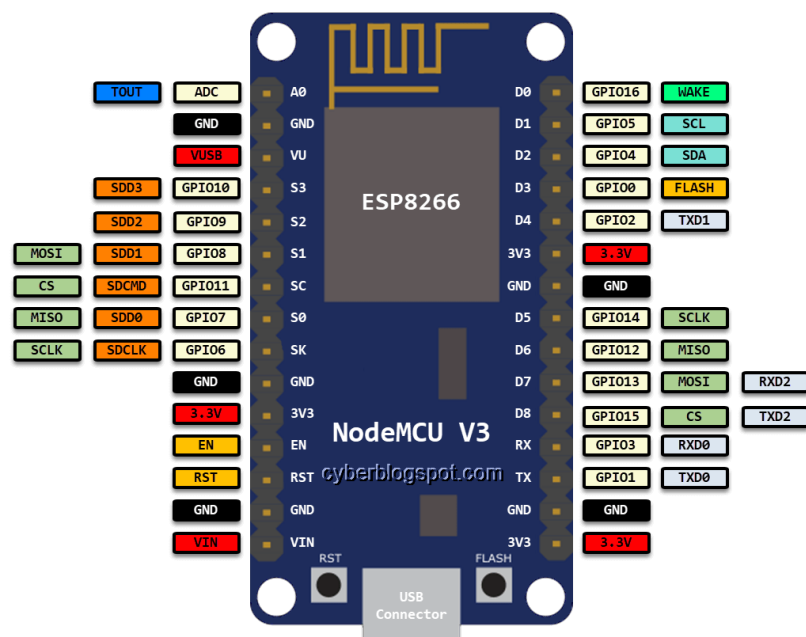 TOUT ADC A0 D0 GPIO16 WAKE
GND GND D1 GPIO5 SCL
VUSB VU D2 GPIO4 SDA
SDD3 GPIO10 S3 D3 GPIO0 FLASH
ESP8266
SDD2 GPIO9 S2 D4 GPIO2 TXD1
MOSI SDD1 GPIO8 S1 3V3 3.3V
CS SDCMD GPIO11 SC GND GND
MISO SDD0 GPIO7 S0 D5 GPIO14 SCLK
SCLK SDCLK GPIO6 SK D6 GPIO12 MISO
GND GND D7 GPIO13 MOSI RXD2
3.3V 3V3 D8 GPIO15 CS TXD2
NodeMCU V3
EN EN RX GPIO3 RXD0
cyberblogspot.com
RST RST TX GPIO1 TXD0
GND GND GND GND
VIN VIN 3V3 3.3V
RST FLASH
USB
Connector